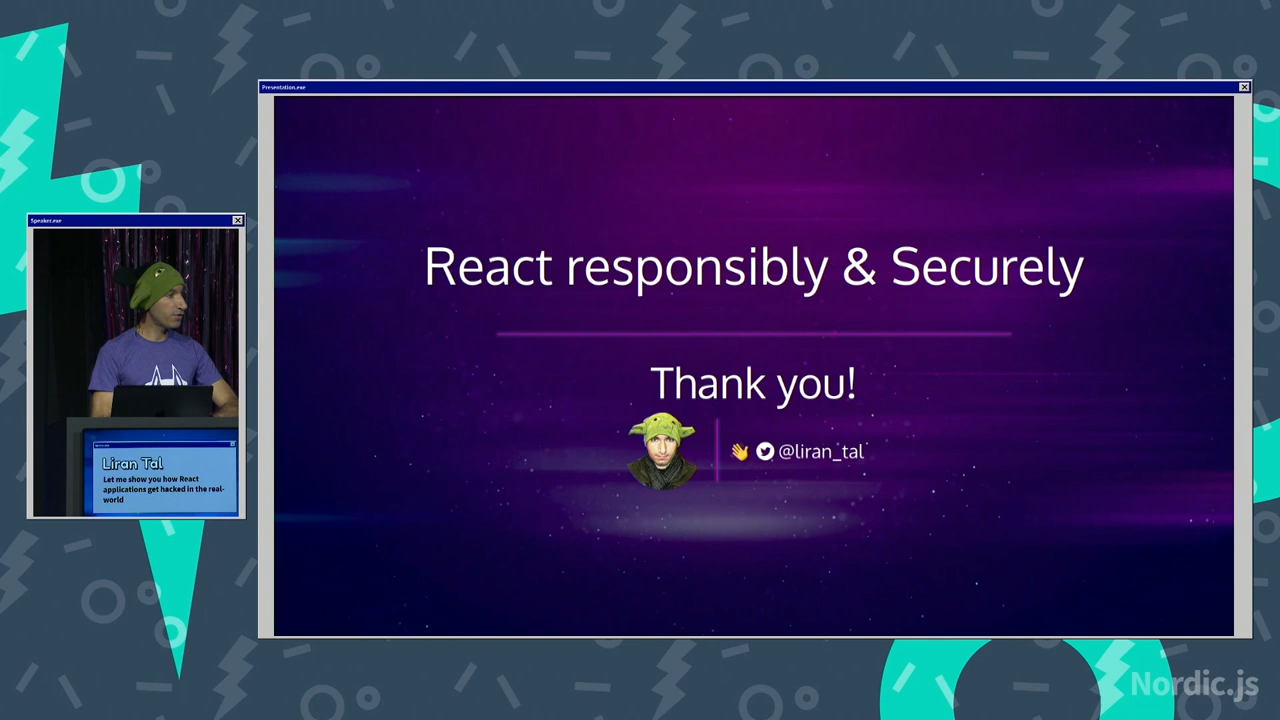 Presentation.exe
React responsibly & Securely
Thank you!
@liran_tal
Speaker.exe
Liran Tal
Let me show you how React
applications get hacked in the real-
world
Nordic.js